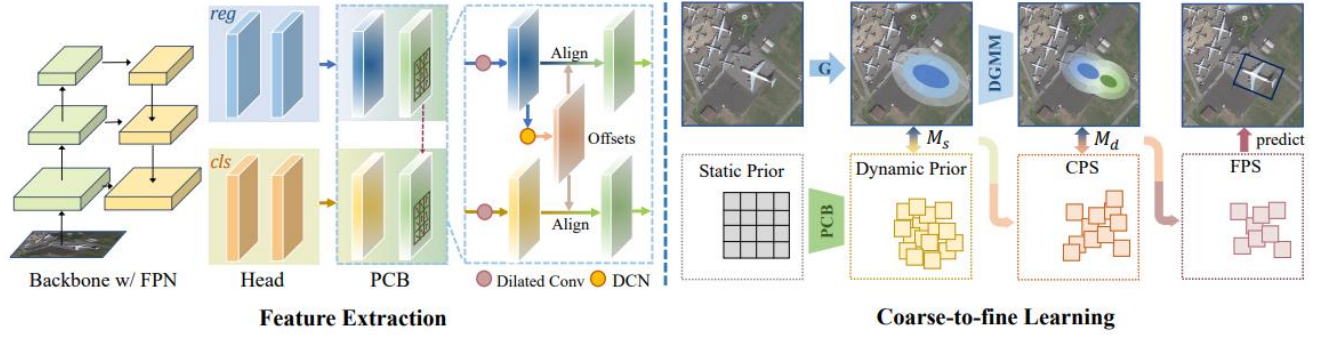 reg
cls
Align
Offsets
Align
Backbone w/ FPN
Head
PCB
Dilated Conv
DCN
Feature Extraction
G
DGMM
M_s
M_d
predict
Static Prior
PCB
Dynamic Prior
CPS
FPS
Coarse-to-fine Learning